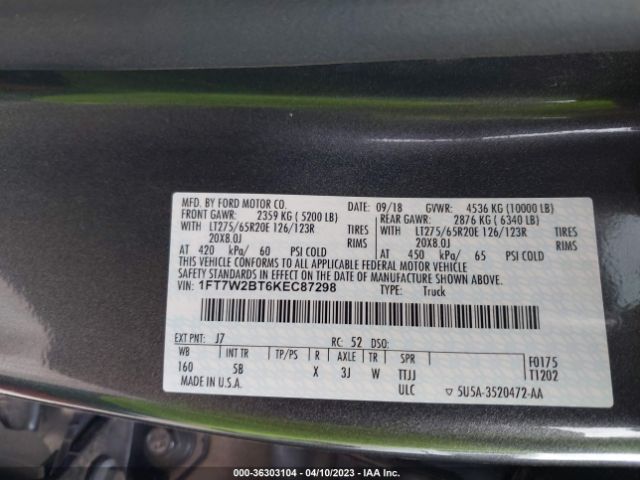 MFD. BY FORD MOTOR CO.
DATE: 09/18 GVWR: 4536 KG (10000 LB)
FRONT GAWR: 2359 KG ( 5200 LB) REAR GAWR: 2876 KG ( 6340 LB)
WITH LT275/65R20E 126/123R TIRES WITH LT275/65R20E 126/123R TIRES
20X8.0J RIMS 20X8.0J RIMS
AT 420 kPa/ 60 PSI COLD AT 450 kPa/ 65 PSI COLD
THIS VEHICLE CONFORMS TO ALL APPLICABLE FEDERAL MOTOR VEHICLE
SAFETY STANDARDS IN EFFECT ON THE DATE OF MANUFACTURE SHOWN ABOVE.
VIN: 1FT7W2BT6KEC87298 TYPE: Truck
EXT PNT: J7 RC: 52 DSO:
WB INT TR TP/PS R AXLE TR SPR F0175
160 5B X 3J W TTJJ T1202
MADE IN U.S.A. ULC 5U5A-3520472-AA
000-36303104 - 04/10/2023 - IAA Inc.